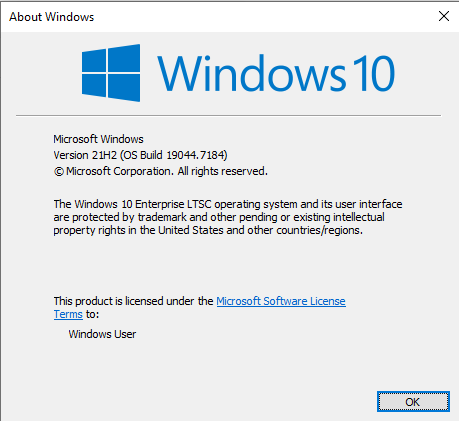 About Windows
Windows 10
Microsoft Windows
Version 21H2 (OS Build 19044.7184)
© Microsoft Corporation. All rights reserved.
The Windows 10 Enterprise LTSC operating system and its user interface
are protected by trademark and other pending or existing intellectual
property rights in the United States and other countries/regions.
This product is licensed under the Microsoft Software License
Terms to:
Windows User
OK